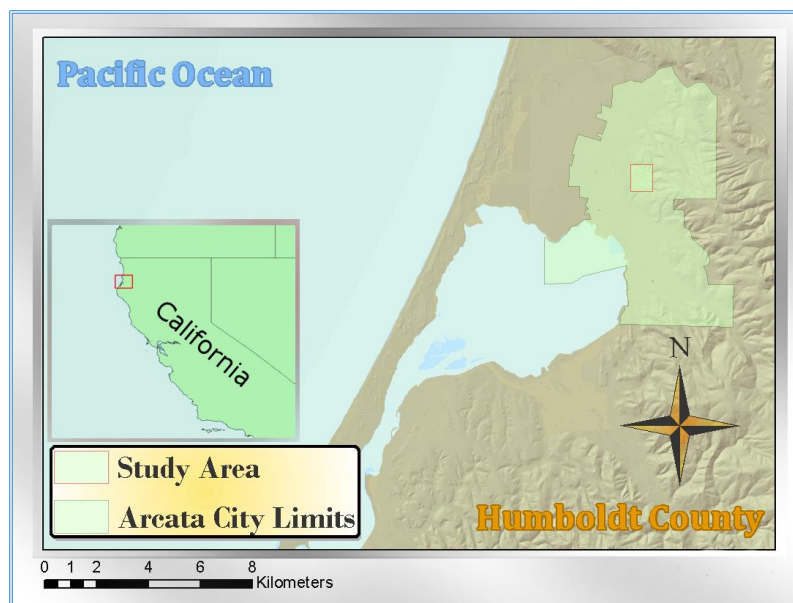 Pacific Ocean
California
N
Study Area
Arcata City Limits
Humboldt County
0 1 2 4 6 8
Kilometers